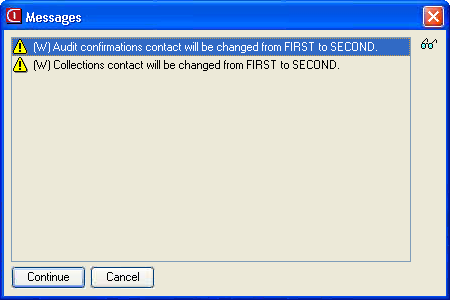 Messages
(W) Audit confirmations contact will be changed from FIRST to SECOND.
(W) Collections contact will be changed from FIRST to SECOND.
Continue Cancel